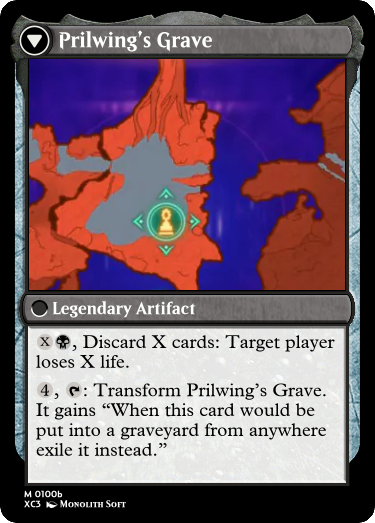 Prilwing's Grave
Legendary Artifact
X, Discard X cards: Target player
loses X life.
4, : Transform Prilwing's Grave.
It gains “When this card would be
put into a graveyard from anywhere
exile it instead.”
M 0100b
XC3 Monolith Soft